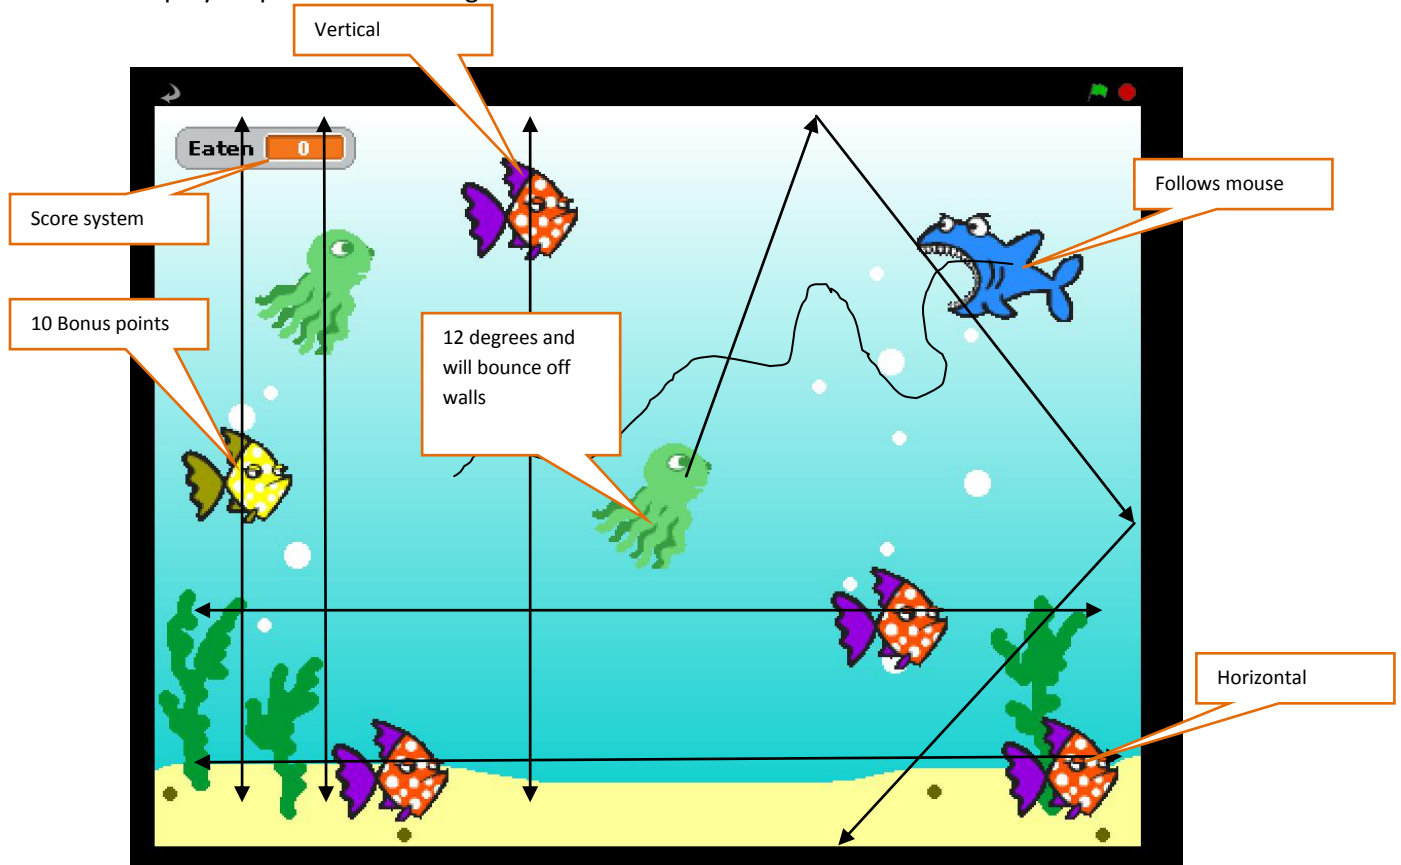 Vertical
Eaten 0
Follows mouse
Score system
10 Bonus points
12 degrees and
will bounce off
walls
Horizontal